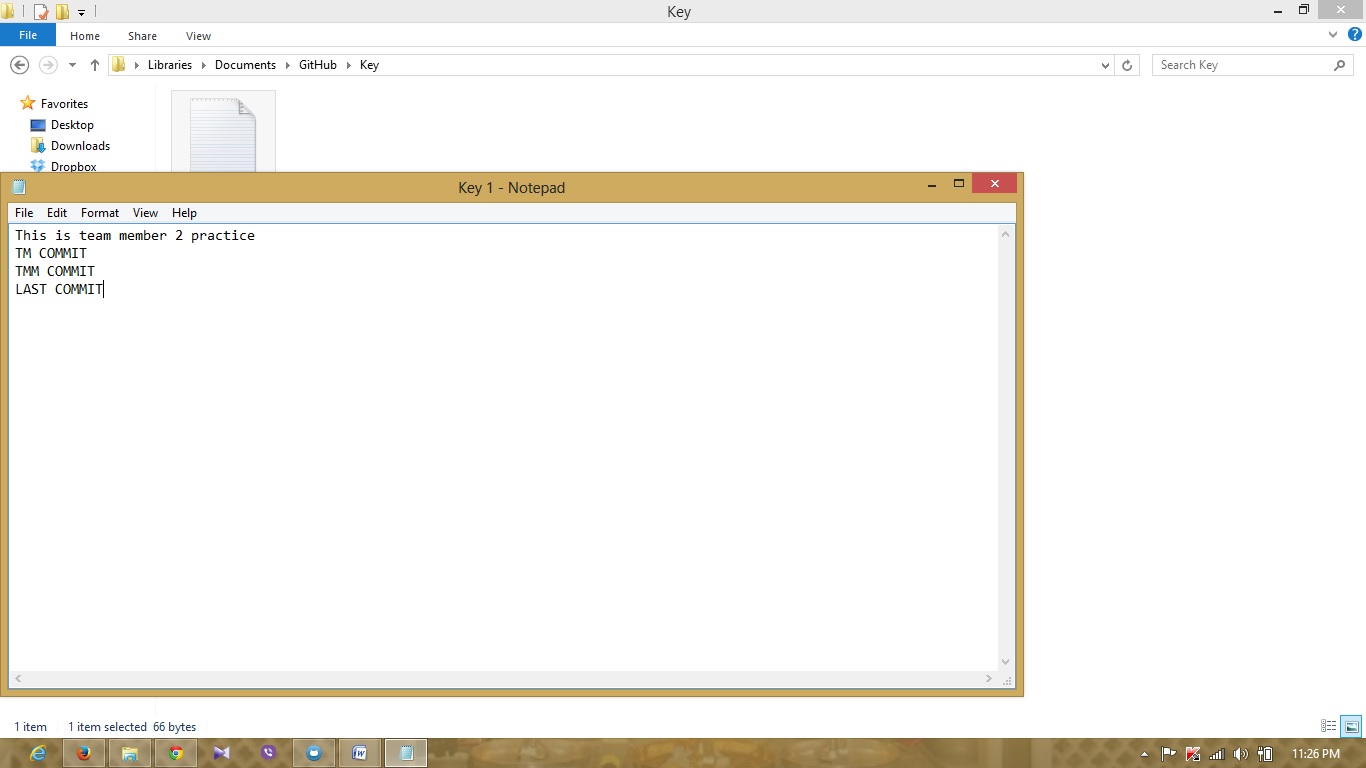 Key
File Home Share View
Libraries Documents GitHub Key Search Key
Favorites
Desktop
Downloads
Dropbox
Key 1 - Notepad
File Edit Format View Help
This is team member 2 practice
TM COMMIT
TMM COMMIT
LAST COMMIT
1 item 1 item selected 66 bytes
11:26 PM